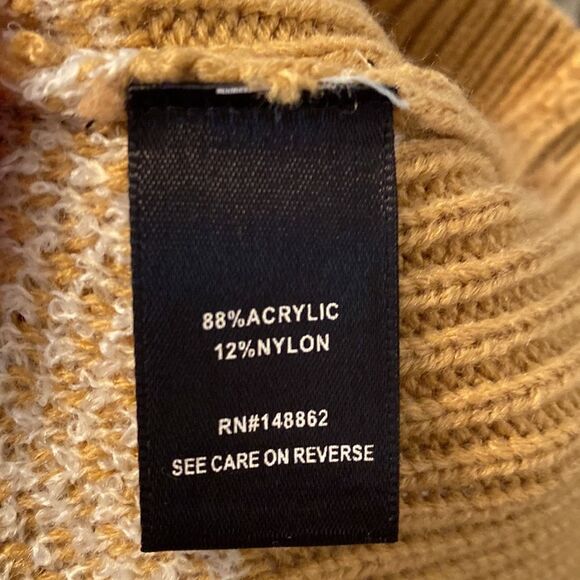 88%ACRYLIC
12%NYLON
RN#148862
SEE CARE ON REVERSE